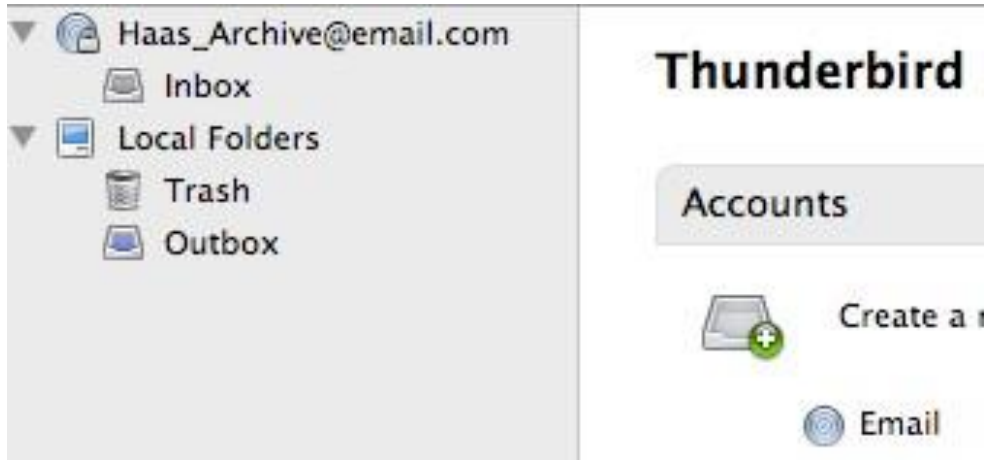 Haas_Archive@email.com
Inbox
Local Folders
Trash
Outbox
Thunderbird
Accounts
Create a
Email